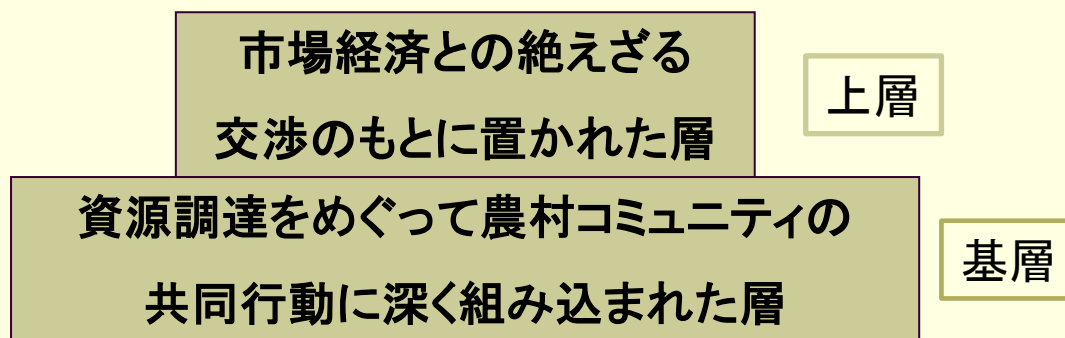 市場経済との絶えざる
交渉のもとに置かれた層
上層
資源調達をめぐって農村コミュニティの
共同行動に深く組み込まれた層
基層